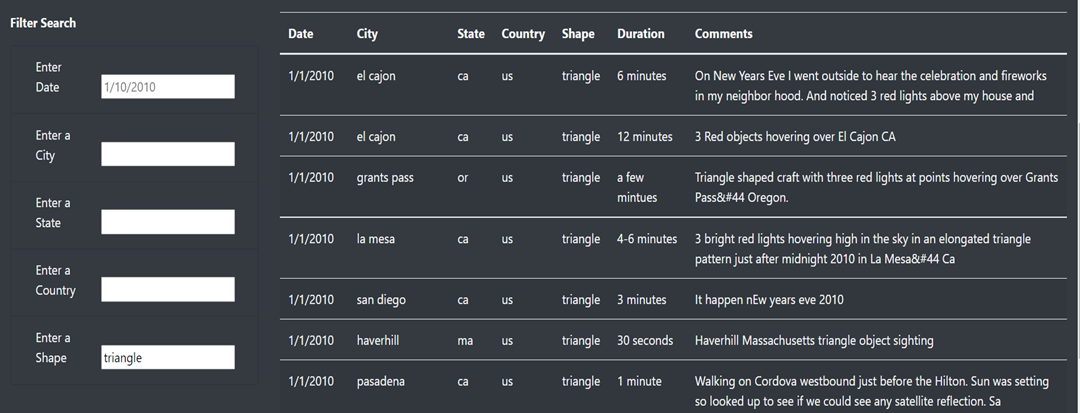 Filter Search
Enter
Date
1/10/2010
Enter a
City
Enter a
State
Enter a
Country
Enter a
Shape
triangle
Date City State Country Shape Duration Comments
1/1/2010 el cajon ca us triangle 6 minutes On New Years Eve I went outside to hear the celebration and fireworks
in my neighbor hood. And noticed 3 red lights above my house and
1/1/2010 el cajon ca us triangle 12 minutes 3 Red objects hovering over El Cajon CA
1/1/2010 grants pass or us triangle a few Triangle shaped craft with three red lights at points hovering over Grants
mintues Pass&#44 Oregon.
1/1/2010 la mesa ca us triangle 4-6 minutes 3 bright red lights hovering high in the sky in an elongated triangle
pattern just after midnight 2010 in La Mesa&#44 Ca
1/1/2010 san diego ca us triangle 3 minutes It happen nEw years eve 2010
1/1/2010 haverhill ma us triangle 30 seconds Haverhill Massachusetts triangle object sighting
1/1/2010 pasadena ca us triangle 1 minute Walking on Cordova westbound just before the Hilton. Sun was setting
so looked up to see if we could see any satellite reflection. Sa